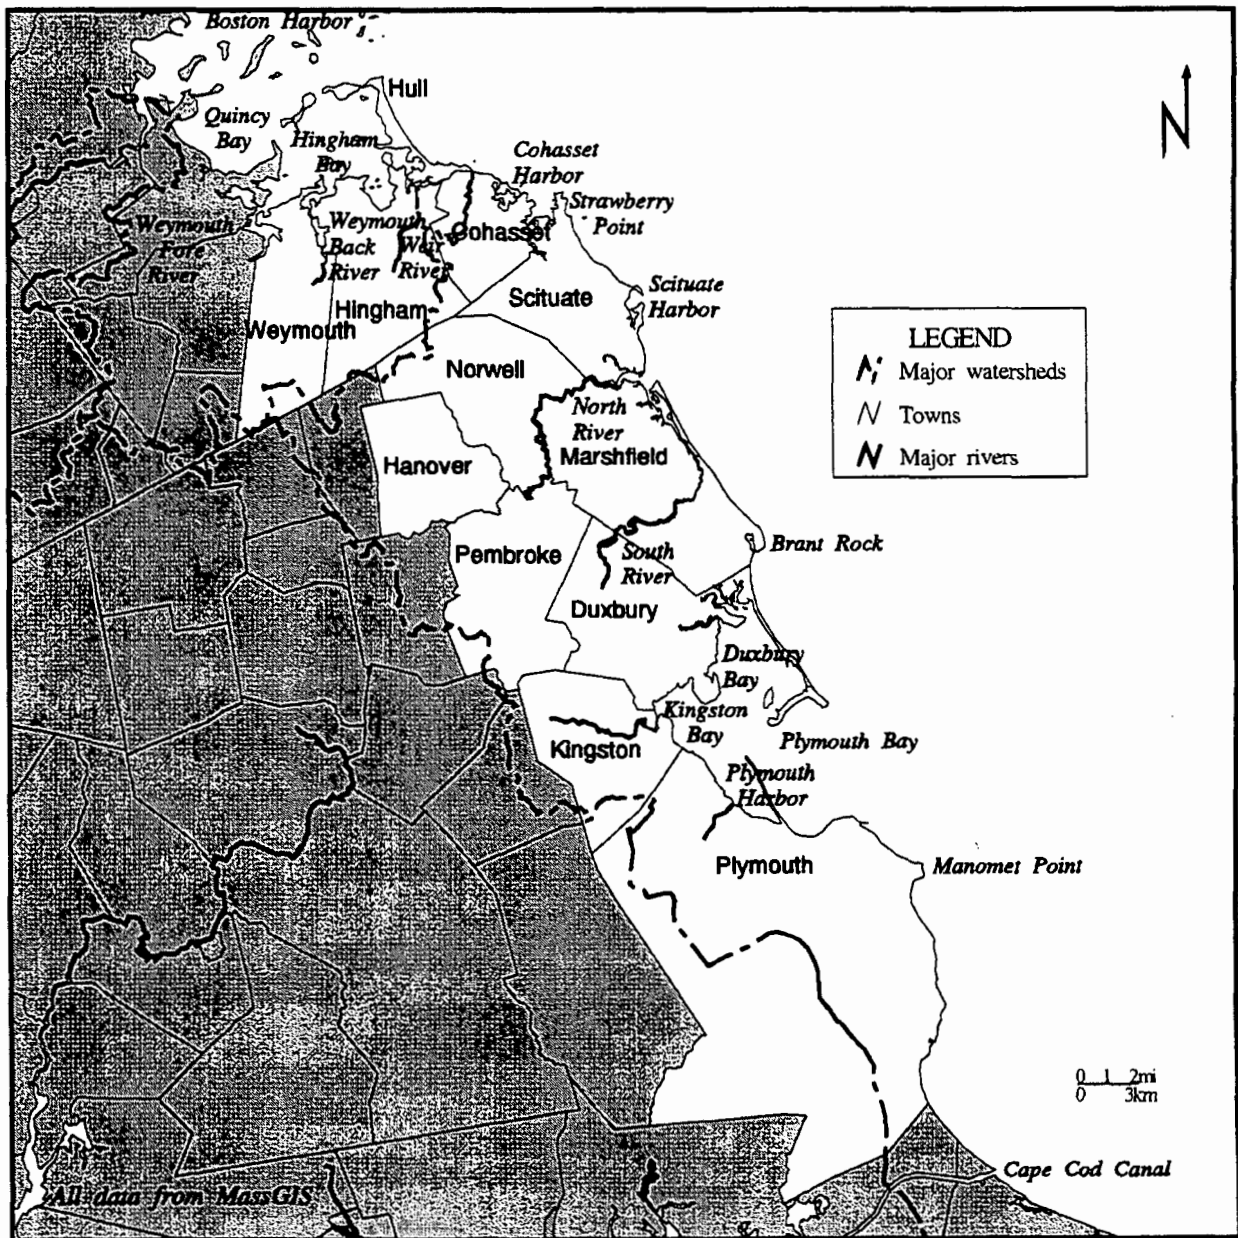 Boston Harbor
Hull
N
Quincy
Bay
Hingham
Bay
Cohasset
Harbor
Strawberry
Point
Weymouth
Fore
River
Weymouth
Back
River
Weir
River
Cohasset
Scituate
Scituate
Harbor
Hingham
Weymouth
Norwell
LEGEND
Major watersheds
Towns
Major rivers
North
River
Marshfield
Hanover
Pembroke
South
River
Brant Rock
Duxbury
Duxbury
Bay
Kingston
Bay
Kingston
Plymouth Bay
Plymouth
Harbor
Plymouth
Manomet Point
0 1 2mi
0 3km
Cape Cod Canal
All data from MassGIS